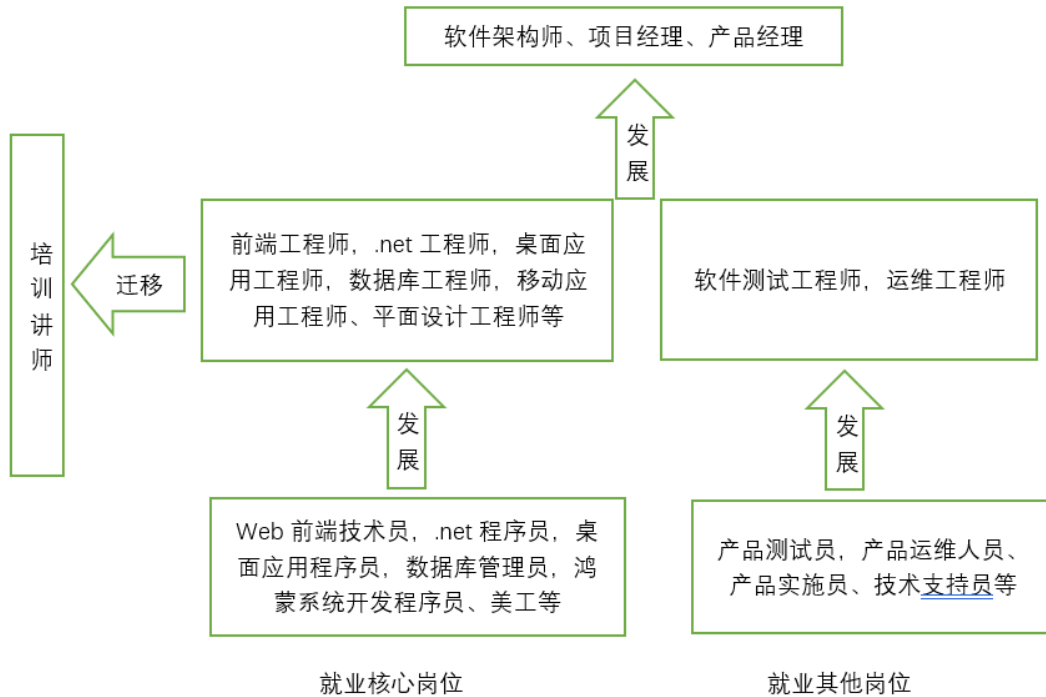 软件架构师、项目经理、产品经理
发
展
培
训
讲
师
迁移
前端工程师，.net 工程师，桌面应
用工程师，数据库工程师，移动应
用工程师、平面设计工程师等
软件测试工程师，运维工程师
发
展
发
展
Web 前端技术员，.net 程序员，桌
面应用程序员，数据库管理员，鸿
蒙系统开发程序员、美工等
产品测试员，产品运维人员、
产品实施员、技术支持员等
就业核心岗位
就业其他岗位